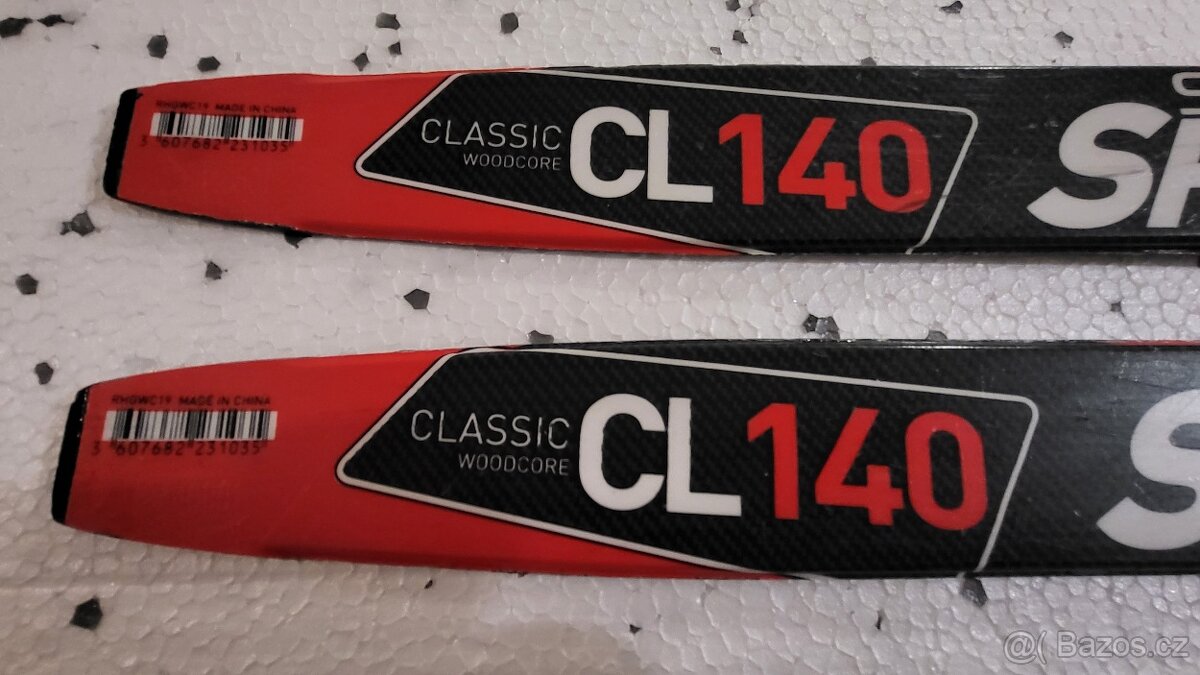 RHGWC19 MADE IN CHINA
3 607682 231035
CLASSIC
WOODCORE
CL140
SP
RHGWC19 MADE IN CHINA
3 607682 231035
CLASSIC
WOODCORE
CL140
S
@( Bazos.cz